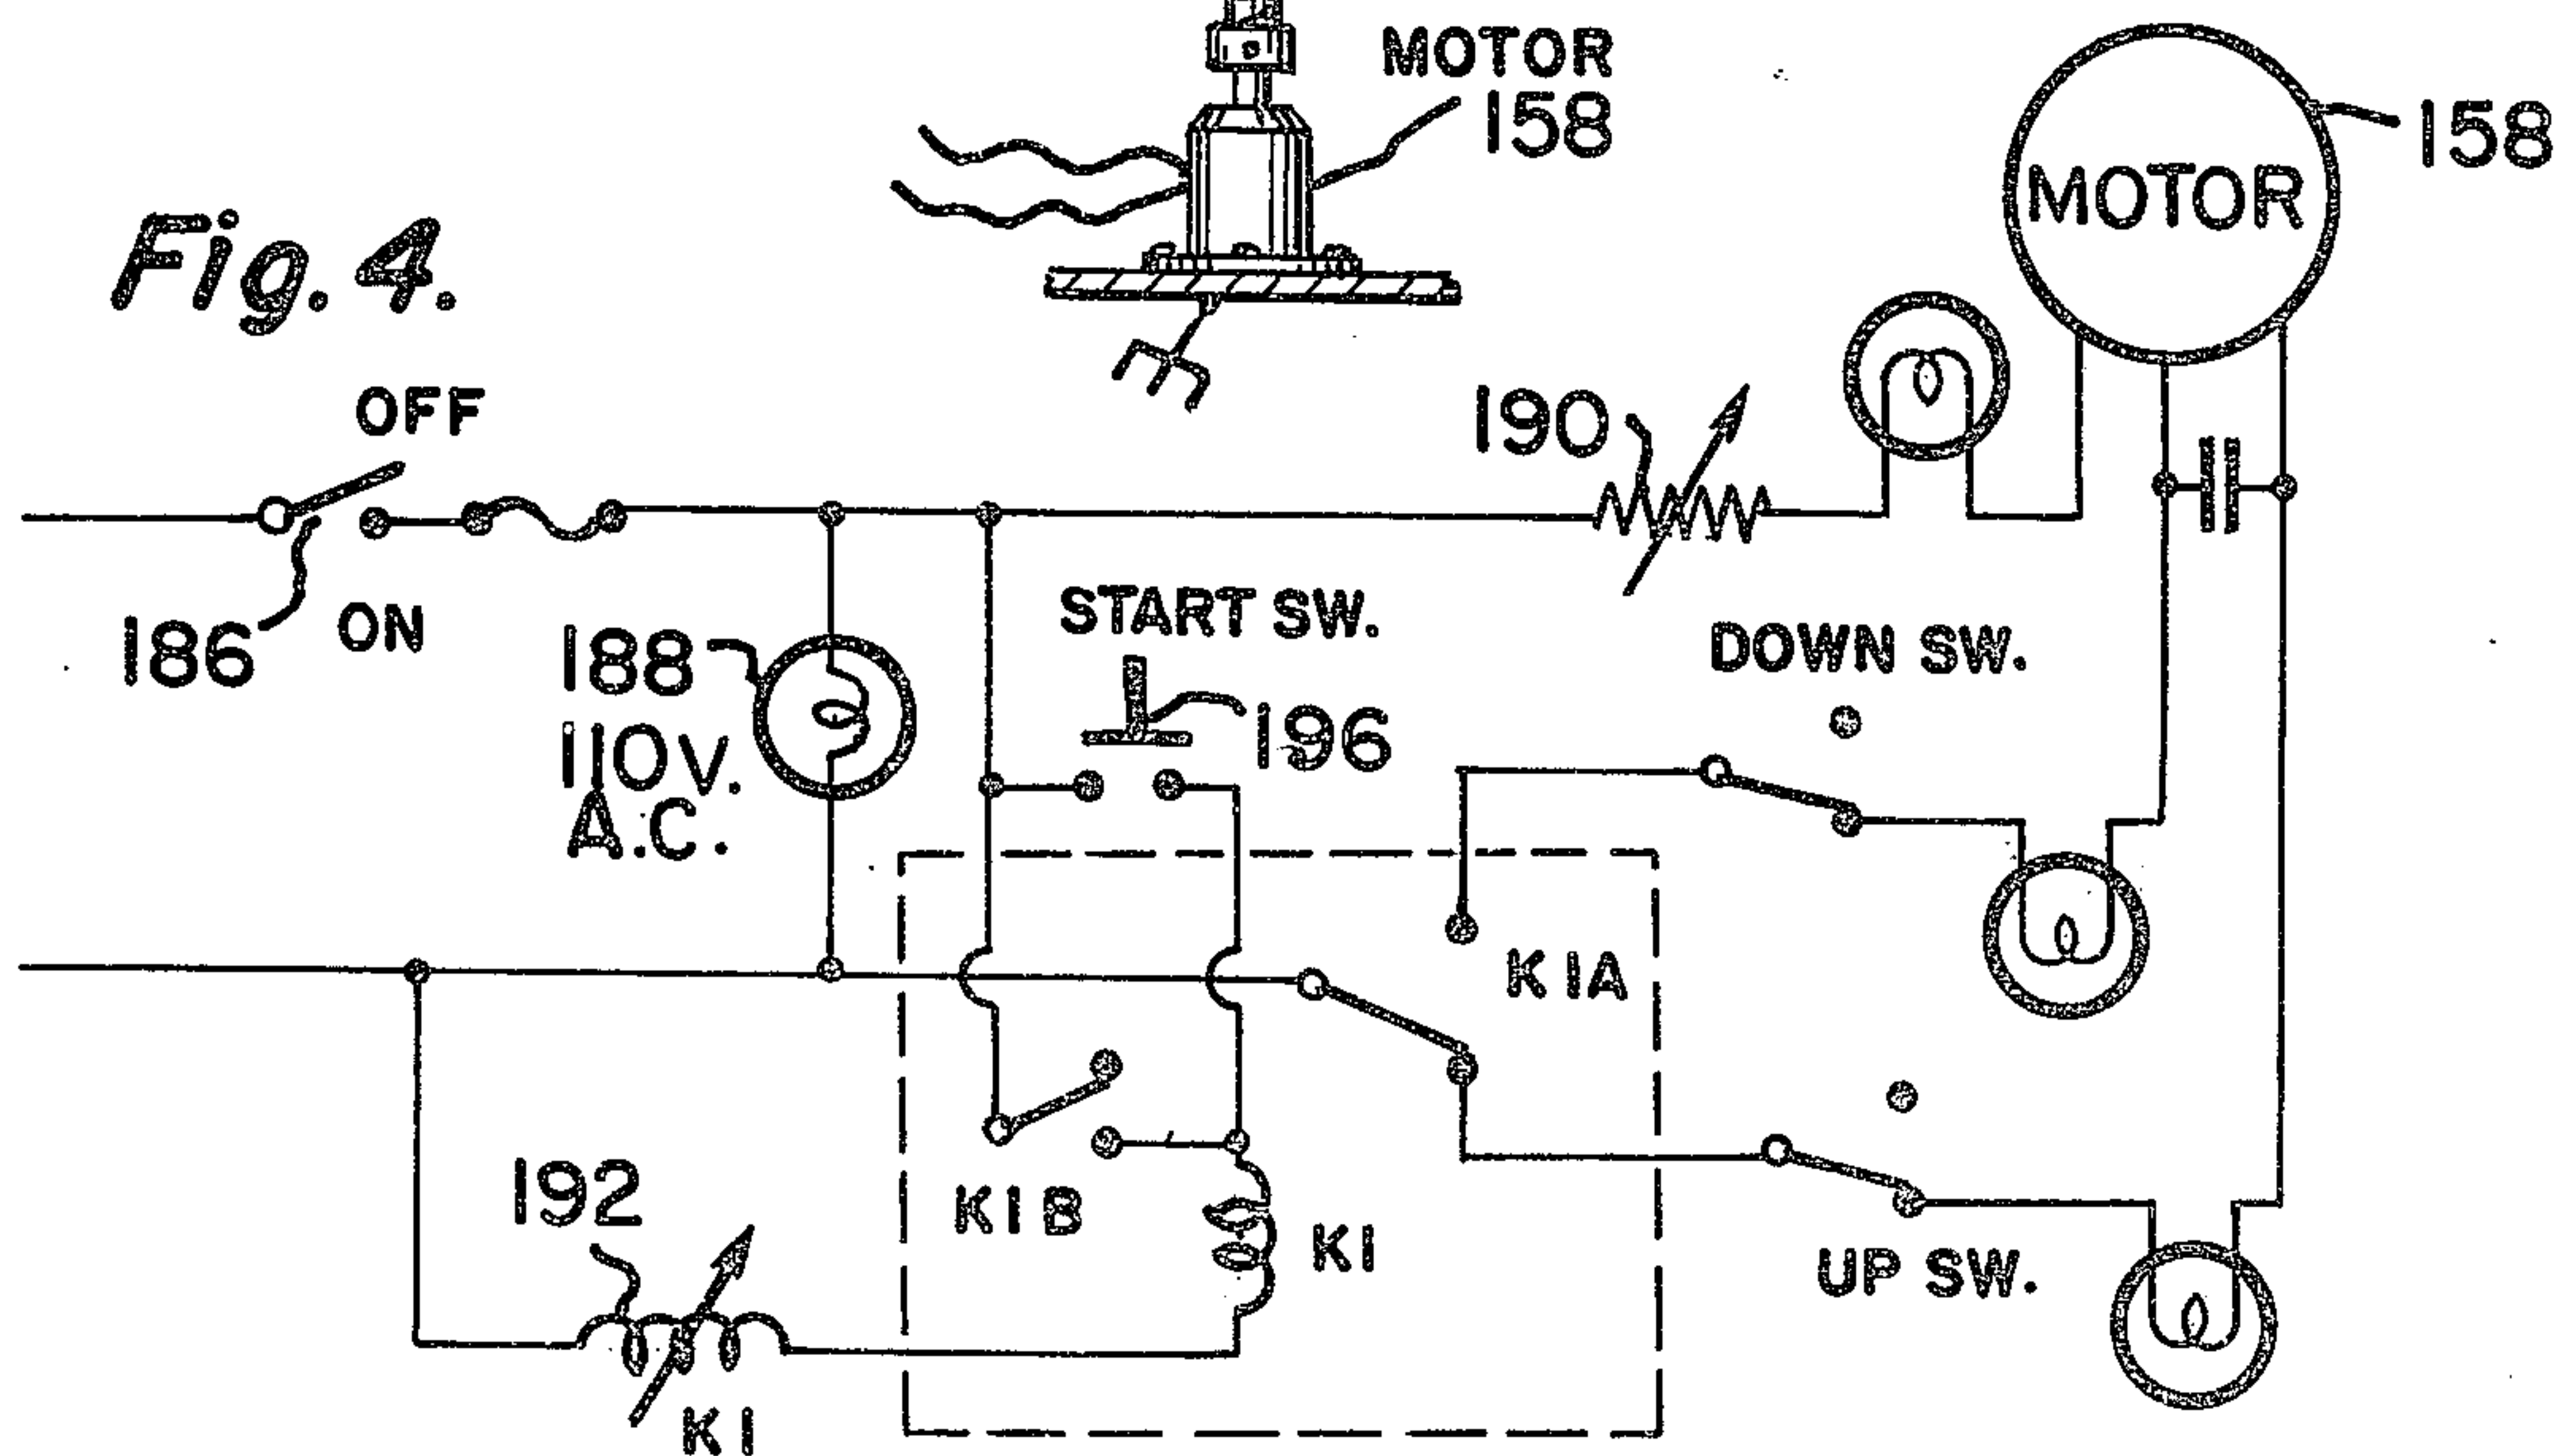 MOTOR
158
158
MOTOR
Fig. 4.
OFF
190
186
ON
START SW.
188
110 V.
A.C.
196
DOWN SW.
K1A
192
K1B
K1
UP SW.
K1